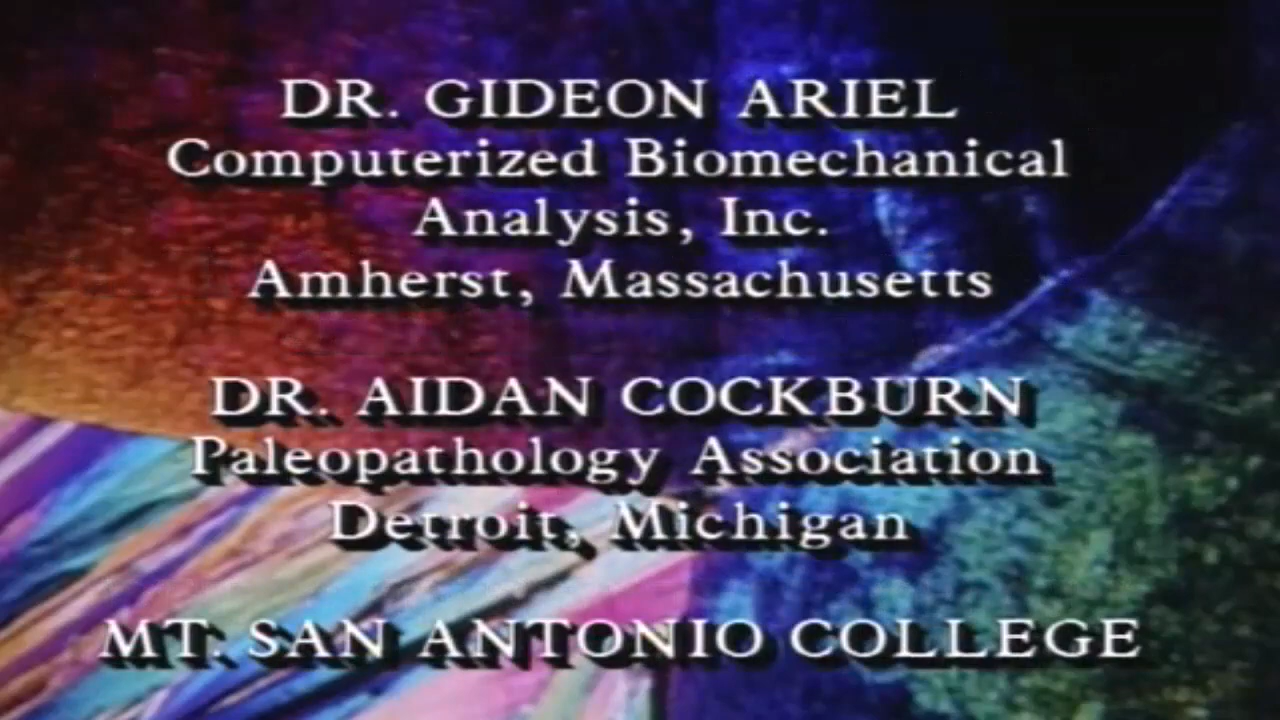 DR. GIDEON ARIEL
Computerized Biomechanical
Analysis, Inc.
Amherst, Massachusetts
DR. AIDAN COCKBURN
Paleopathology Association
Detroit, Michigan
MT. SAN ANTONIO COLLEGE